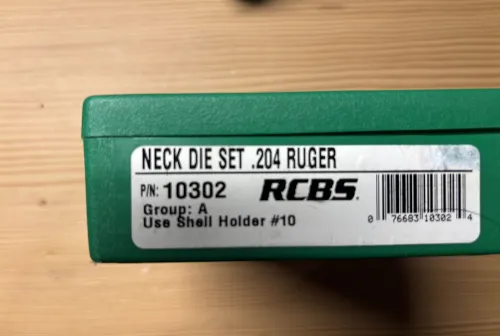 NECK DIE SET .204 RUGER
P/N: 10302 RCBS.
Group: A
Use Shell Holder #10
0 76683 10302 4